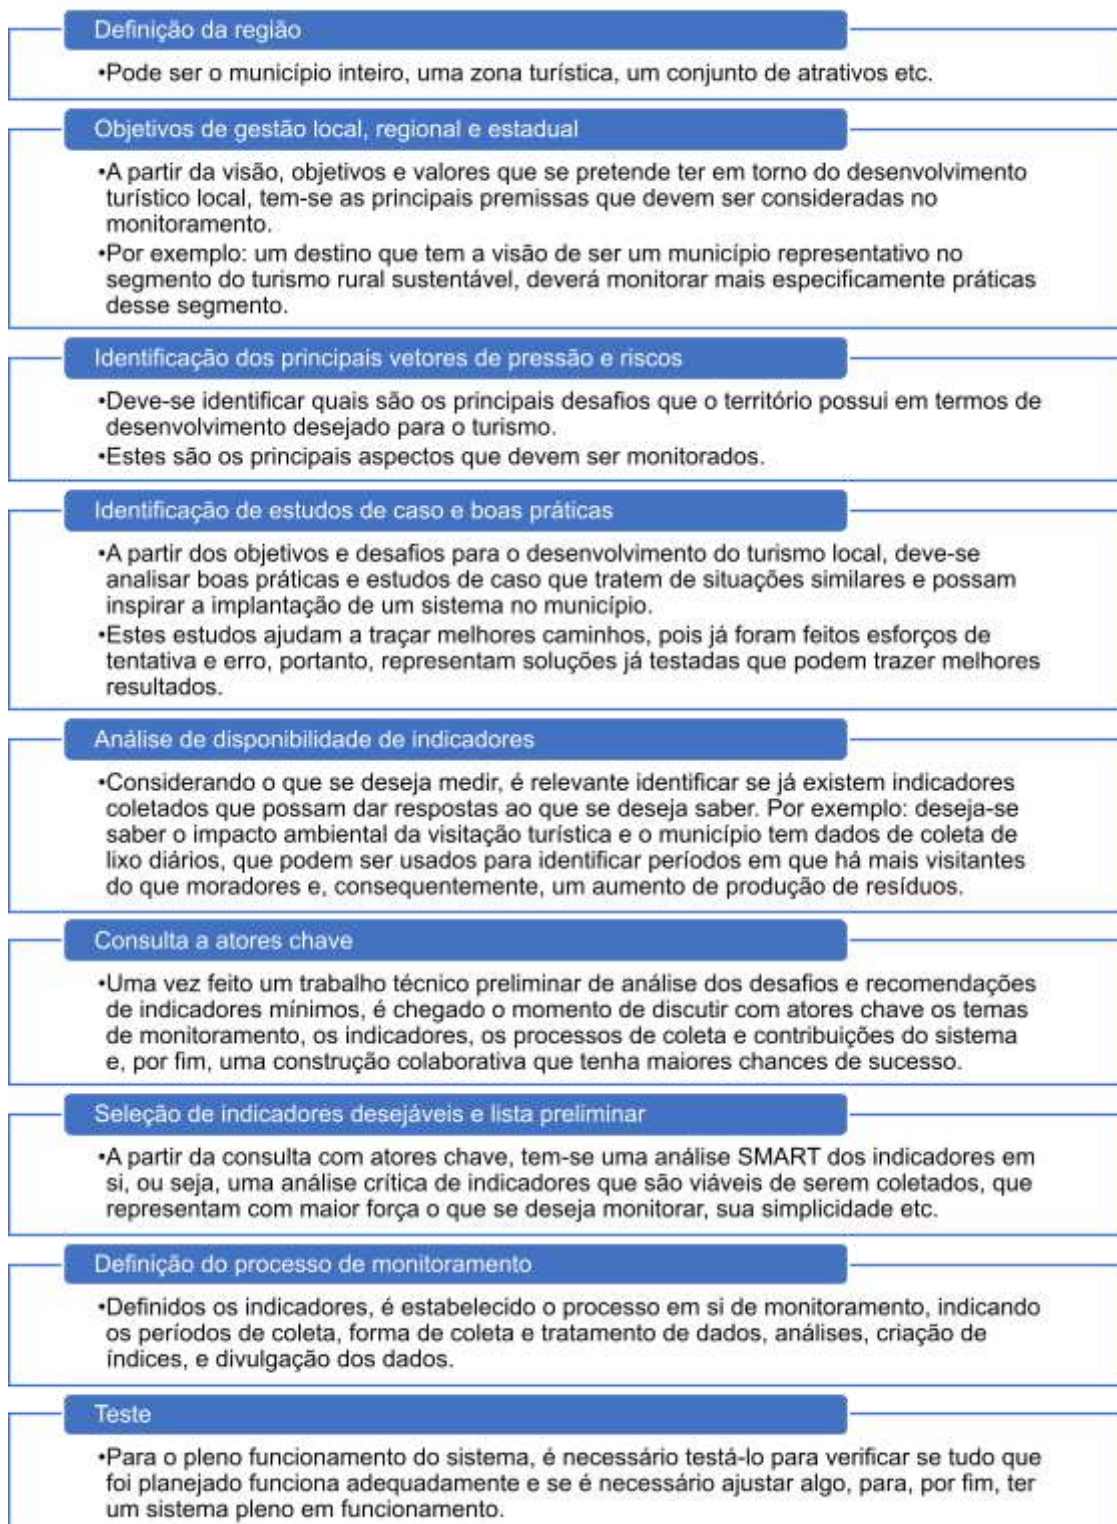 Definição da região
•Pode ser o município inteiro, uma zona turística, um conjunto de atrativos etc.
Objetivos de gestão local, regional e estadual
•A partir da visão, objetivos e valores que se pretende ter em torno do desenvolvimento
turístico local, tem-se as principais premissas que devem ser consideradas no
monitoramento.
•Por exemplo: um destino que tem a visão de ser um município representativo no
segmento do turismo rural sustentável, deverá monitorar mais especificamente práticas
desse segmento.
Identificação dos principais vetores de pressão e riscos
•Deve-se identificar quais são os principais desafios que o território possui em termos de
desenvolvimento desejado para o turismo.
•Estes são os principais aspectos que devem ser monitorados.
Identificação de estudos de caso e boas práticas
•A partir dos objetivos e desafios para o desenvolvimento do turismo local, deve-se
analisar boas práticas e estudos de caso que tratem de situações similares e possam
inspirar a implantação de um sistema no município.
•Estes estudos ajudam a traçar melhores caminhos, pois já foram feitos esforços de
tentativa e erro, portanto, representam soluções já testadas que podem trazer melhores
resultados.
Análise de disponibilidade de indicadores
•Considerando o que se deseja medir, é relevante identificar se já existem indicadores
coletados que possam dar respostas ao que se deseja saber. Por exemplo: deseja-se
saber o impacto ambiental da visitação turística e o município tem dados de coleta de
lixo diários, que podem ser usados para identificar períodos em que há mais visitantes
do que moradores e, consequentemente, um aumento de produção de resíduos.
Consulta a atores chave
•Uma vez feito um trabalho técnico preliminar de análise dos desafios e recomendações
de indicadores mínimos, é chegado o momento de discutir com atores chave os temas
de monitoramento, os indicadores, os processos de coleta e contribuições do sistema
e, por fim, uma construção colaborativa que tenha maiores chances de sucesso.
Seleção de indicadores desejáveis e lista preliminar
•A partir da consulta com atores chave, tem-se uma análise SMART dos indicadores em
si, ou seja, uma análise crítica de indicadores que são viáveis de serem coletados, que
representam com maior força o que se deseja monitorar, sua simplicidade etc.
Definição do processo de monitoramento
•Definidos os indicadores, é estabelecido o processo em si de monitoramento, indicando
os períodos de coleta, forma de coleta e tratamento de dados, análises, criação de
índices, e divulgação dos dados.
Teste
•Para o pleno funcionamento do sistema, é necessário testá-lo para verificar se tudo que
foi planejado funciona adequadamente e se é necessário ajustar algo, para, por fim, ter
um sistema pleno em funcionamento.